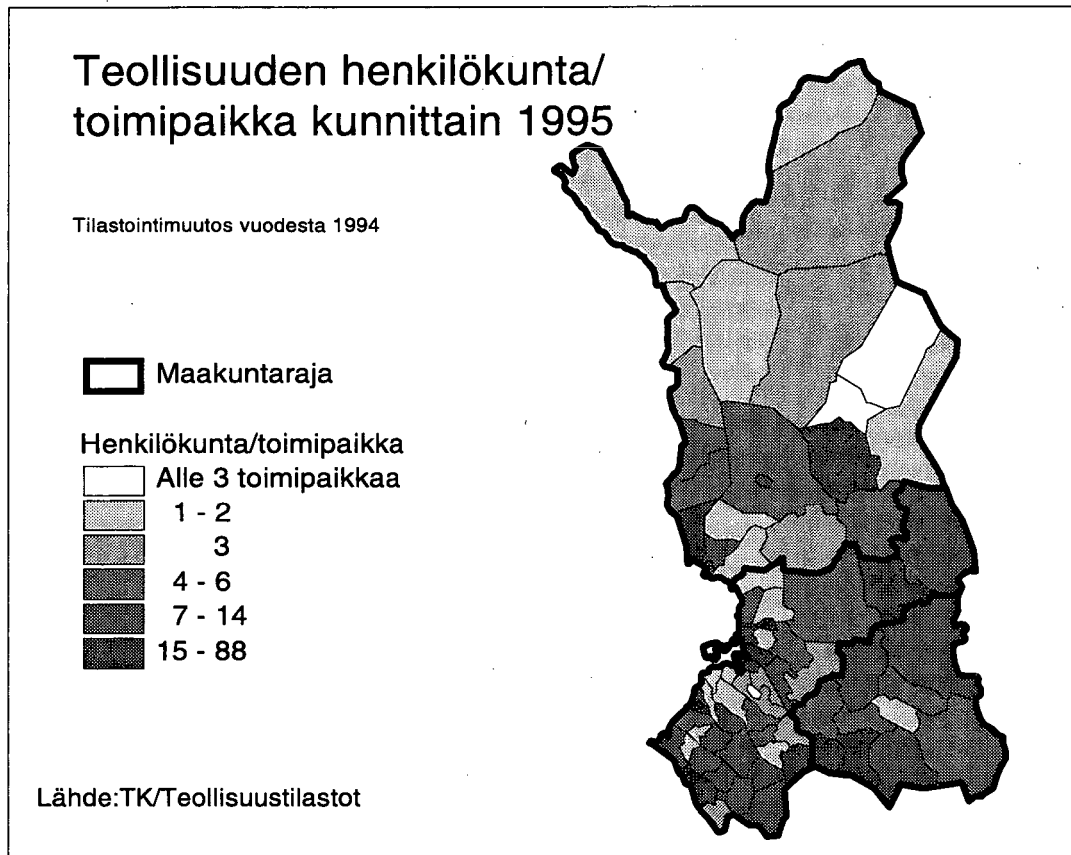 Teollisuuden henkilökunta/
toimipaikka kunnittain 1995
Tilastointimuutos vuodesta 1994
Maakuntaraja
Henkilökunta/toimipaikka
Alle 3 toimipaikkaa
1 - 2
3
4 - 6
7 - 14
15 - 88
Lähde:TK/Teollisuustilastot